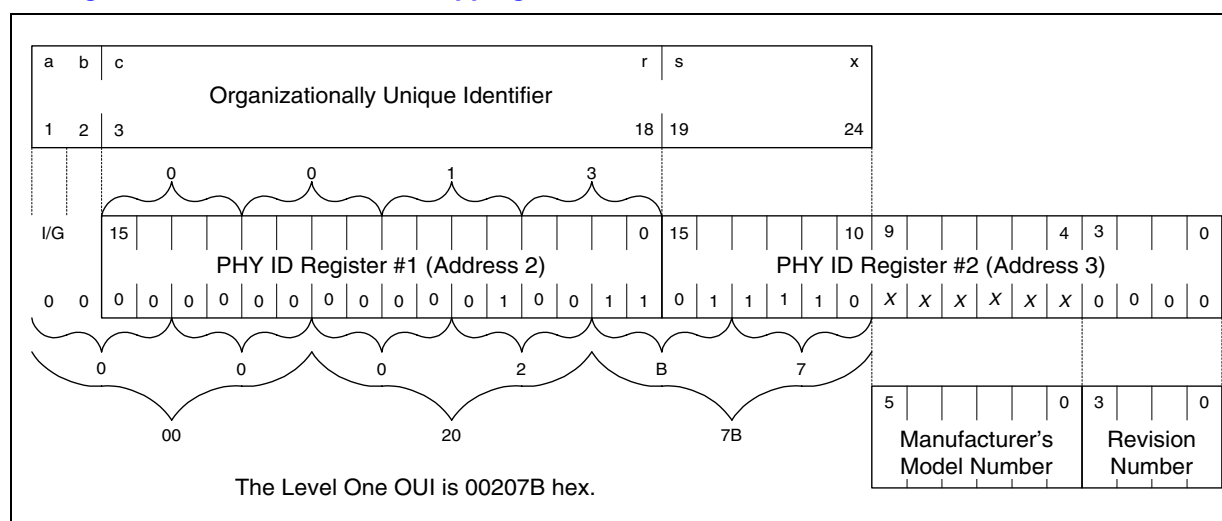 a b c r s x
Organizationally Unique Identifier
1 2 3 18 19 24
0 0 1 3
I/G 15 0 15 10 9 4 3 0
PHY ID Register #1 (Address 2) PHY ID Register #2 (Address 3)
0 0 0 0 0 0 0 0 0 0 0 0 0 1 0 0 1 1 0 1 1 1 1 0 X X X X X X 0 0 0 0
0 0 0 2 B 7
00 20 7B
5 0 3 0
Manufacturer's Revision
Model Number Number
The Level One OUI is 00207B hex.